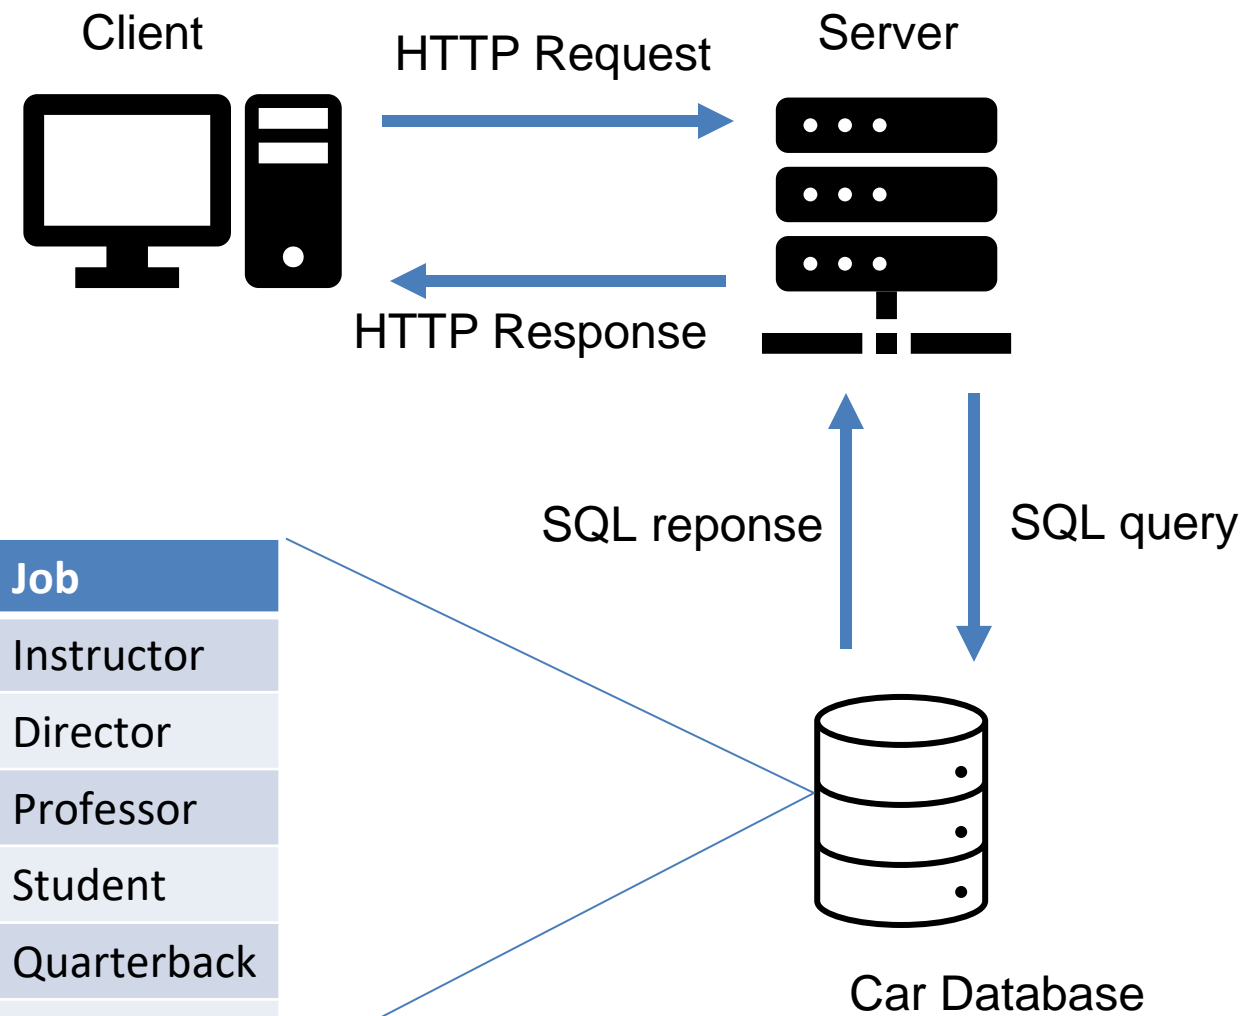 Client
HTTP Request
Server
HTTP Response
SQL reponse
SQL query
Job
Instructor
Director
Professor
Student
Quarterback
Car Database